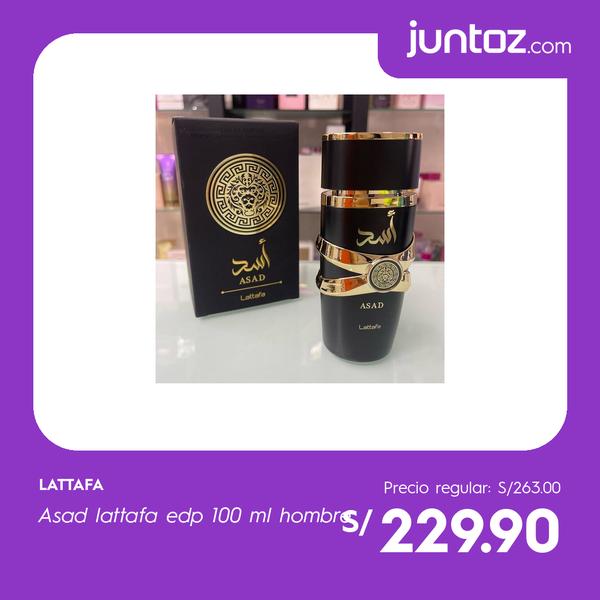 juntoz.com
أسد
ASAD
Lattafa
أسد
ASAD
Lattafa
LATTAFA
Precio regular: S/263.00
Asad lattafa edp 100 ml hombre
S/ 229.90